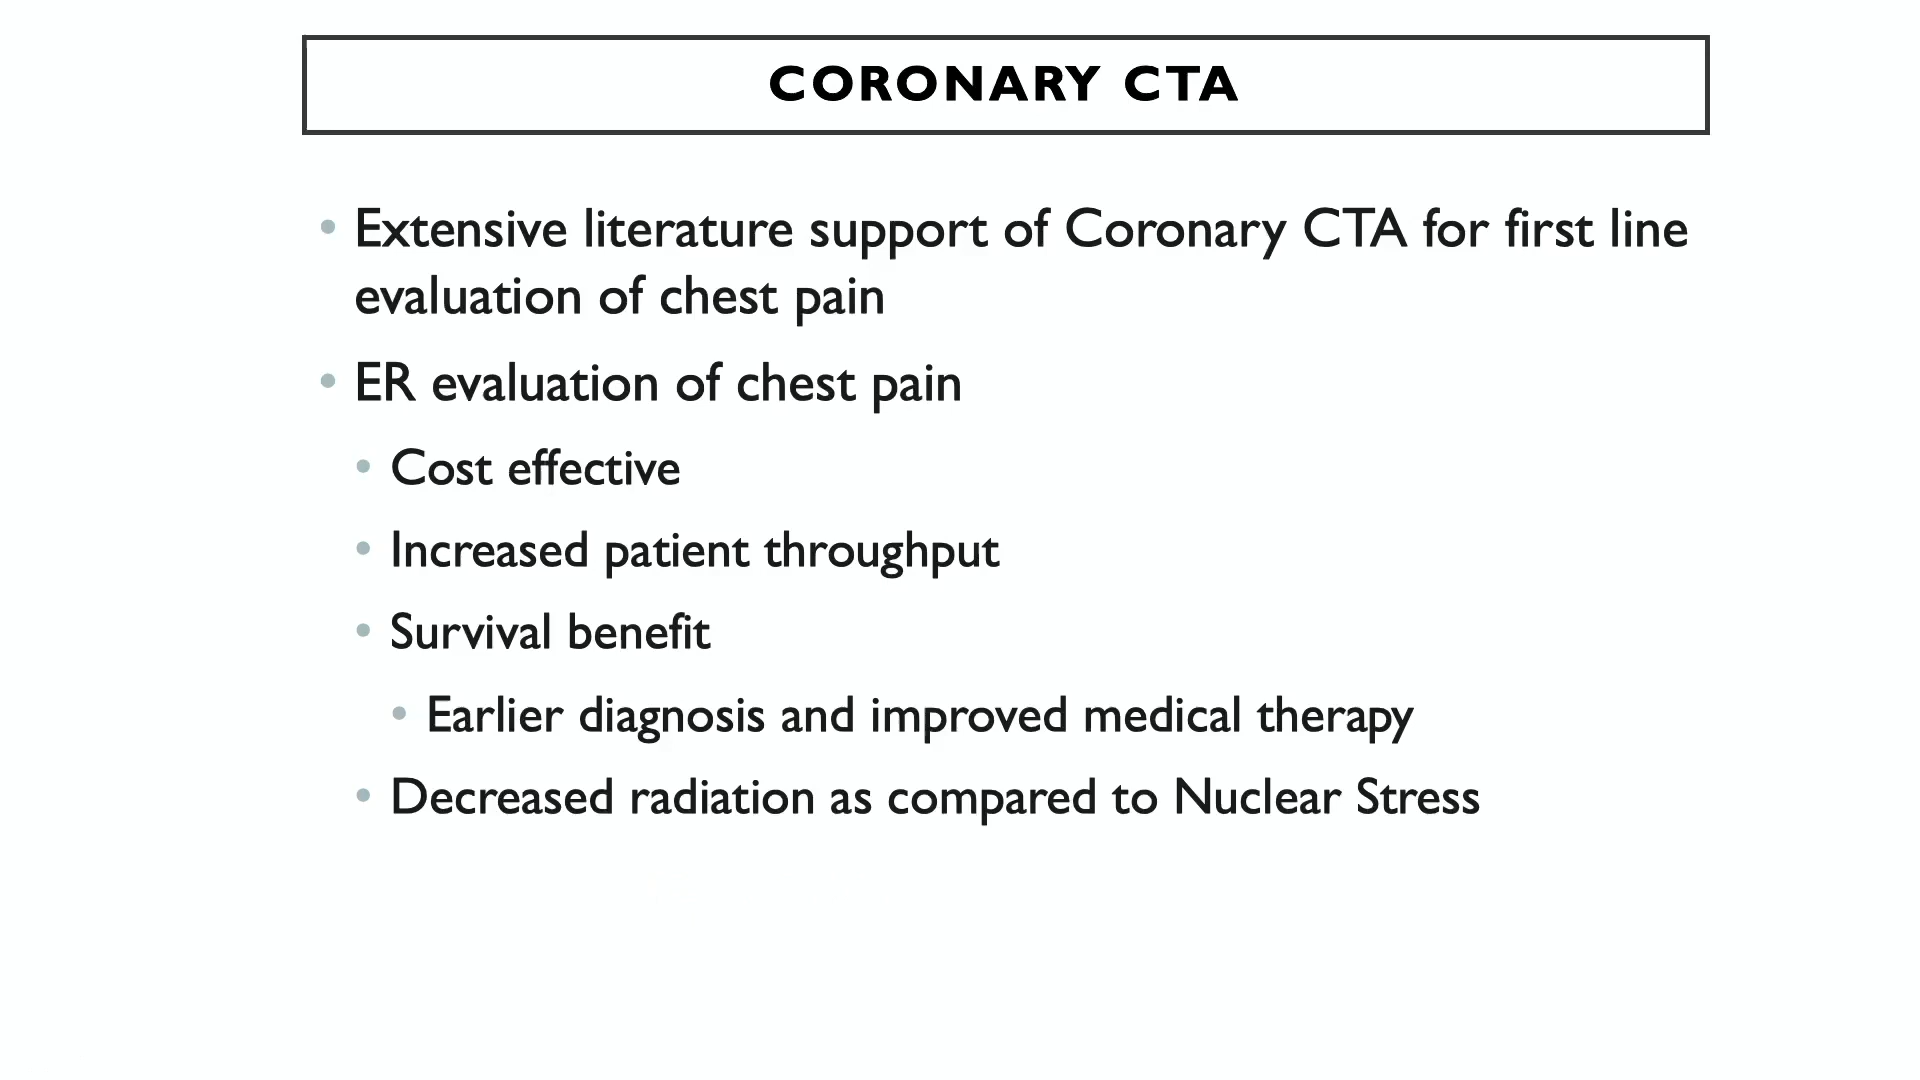 CORONARY CTA
• Extensive literature support of Coronary CTA for first line
evaluation of chest pain
• ER evaluation of chest pain
• Cost effective
• Increased patient throughput
• Survival benefit
• Earlier diagnosis and improved medical therapy
• Decreased radiation as compared to Nuclear Stress